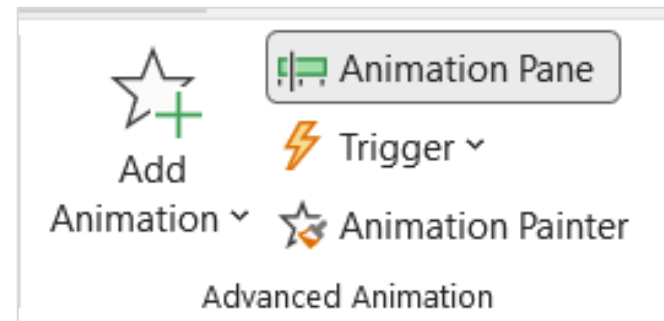 Add
Animation
Animation Pane
Trigger
Animation Painter
Advanced Animation